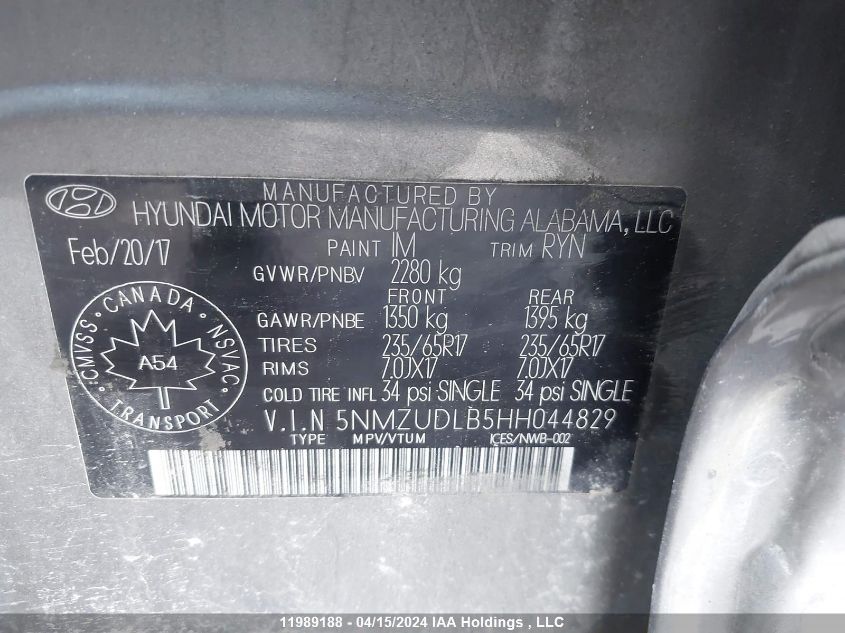 MANUFACTURED BY
HYUNDAI MOTOR MANUFACTURING ALABAMA, LLC
Feb/20/17 PAINT IM TRIM RYN
GVWR/PNBV 2280 kg
FRONT REAR
GAWR/PNBE 1350 kg 1395 kg
TIRES 235/65R17 235/65R17
RIMS 7.0JX17 7.0JX17
COLD TIRE INFL 34 psi SINGLE 34 psi SINGLE
V.I.N 5NMZUDLB5HH044829
TYPE MPV/VTUM ICES/NWB-002
CANADA
CMVSS NSVAC
A54
TRANSPORT
11989188 - 04/15/2024 IAA Holdings , LLC